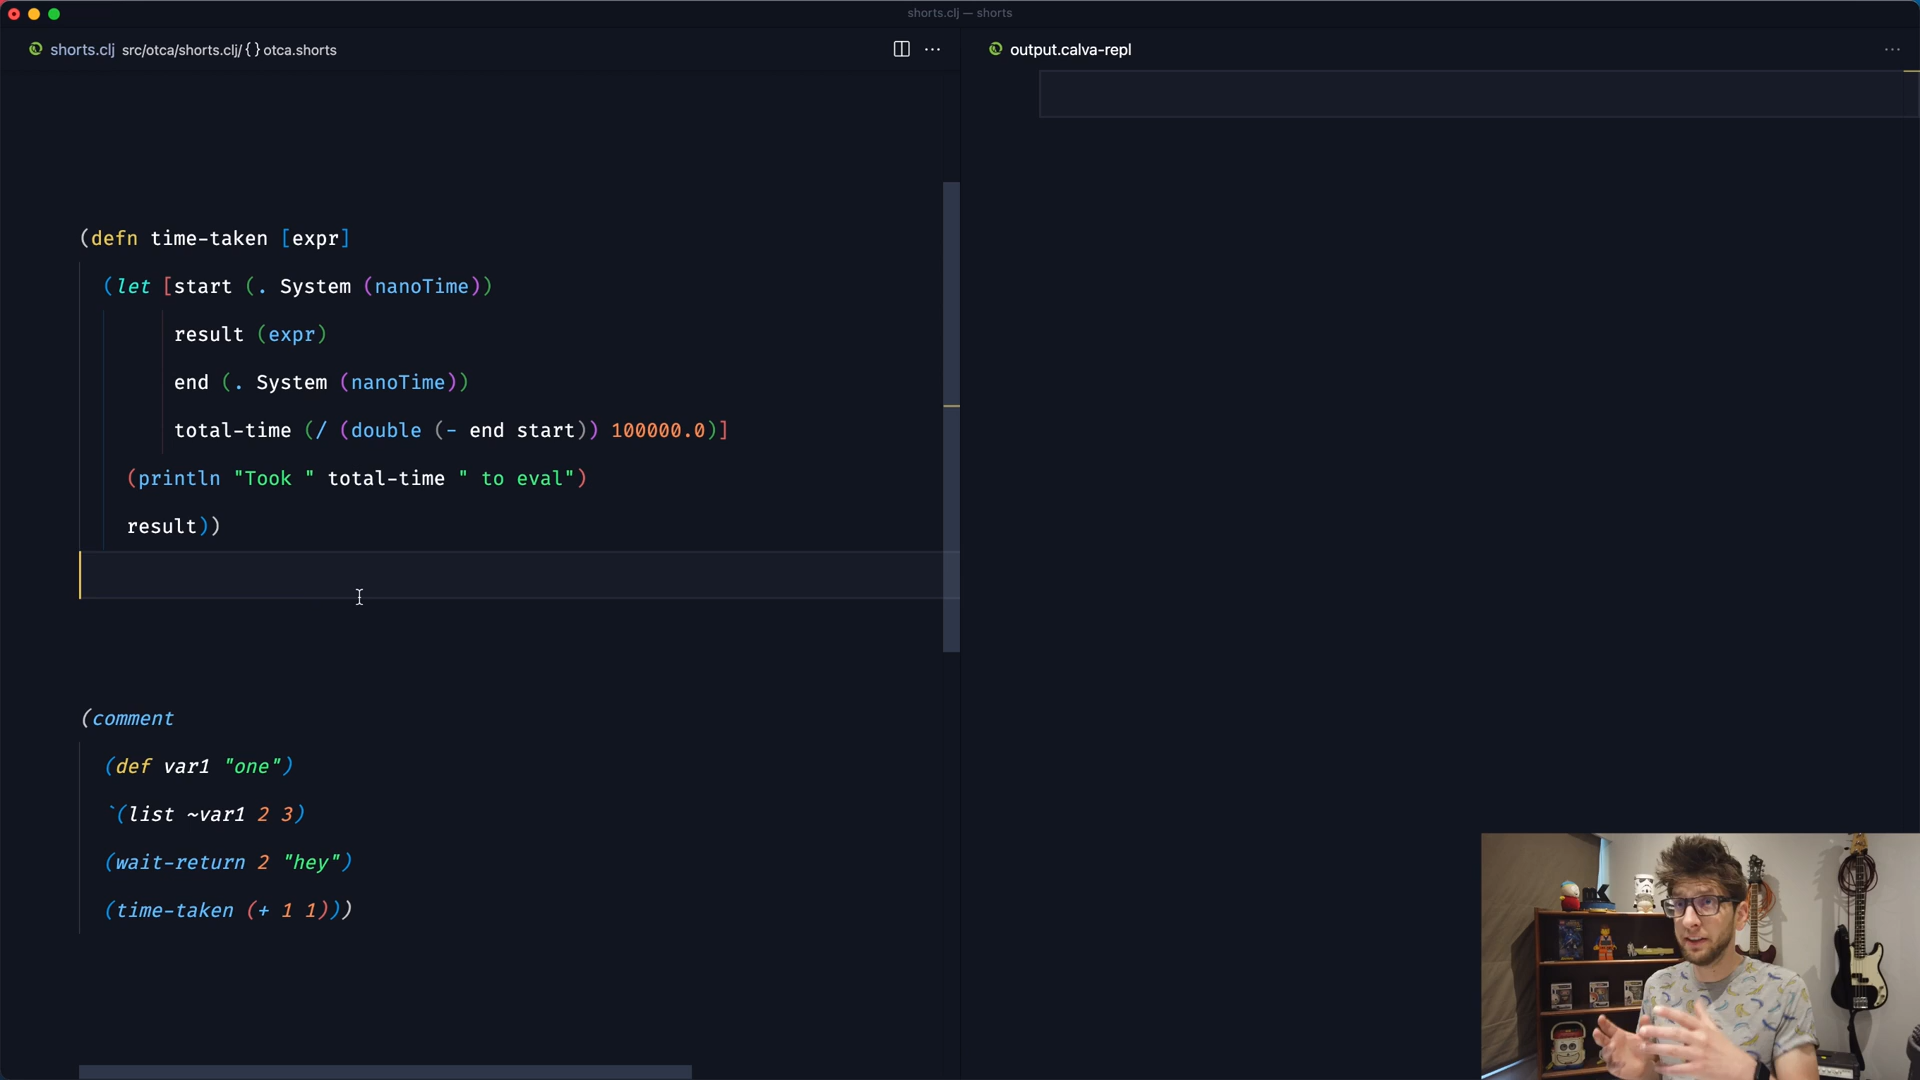 shorts.clj — shorts
shorts.clj src/otca/shorts.clj/{} otca.shorts
output.calva-repl
(defn time-taken [expr]
(let [start (. System (nanoTime))
result (expr)
end (. System (nanoTime))
total-time (/ (double (- end start)) 100000.0)]
(println "Took " total-time " to eval")
result))
(comment
(def var1 "one")
`(list ~var1 2 3)
(wait-return 2 "hey")
(time-taken (+ 1 1)))